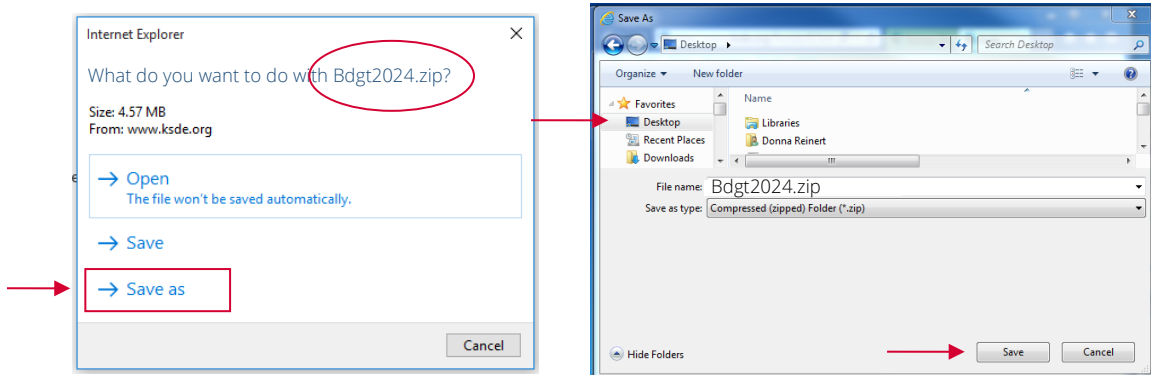 Internet Explorer
What do you want to do with Bdgt2024.zip?
Size: 4.57 MB
From: www.ksde.org
Open
The file won't be saved automatically.
Save
Save as
Cancel
Save As
Desktop
Search Desktop
Organize
New folder
Favorites
Desktop
Recent Places
Downloads
Name
Libraries
Donna Reinert
File name: Bdgt2024.zip
Save as type: Compressed (zipped) Folder (*.zip)
Hide Folders
Save
Cancel